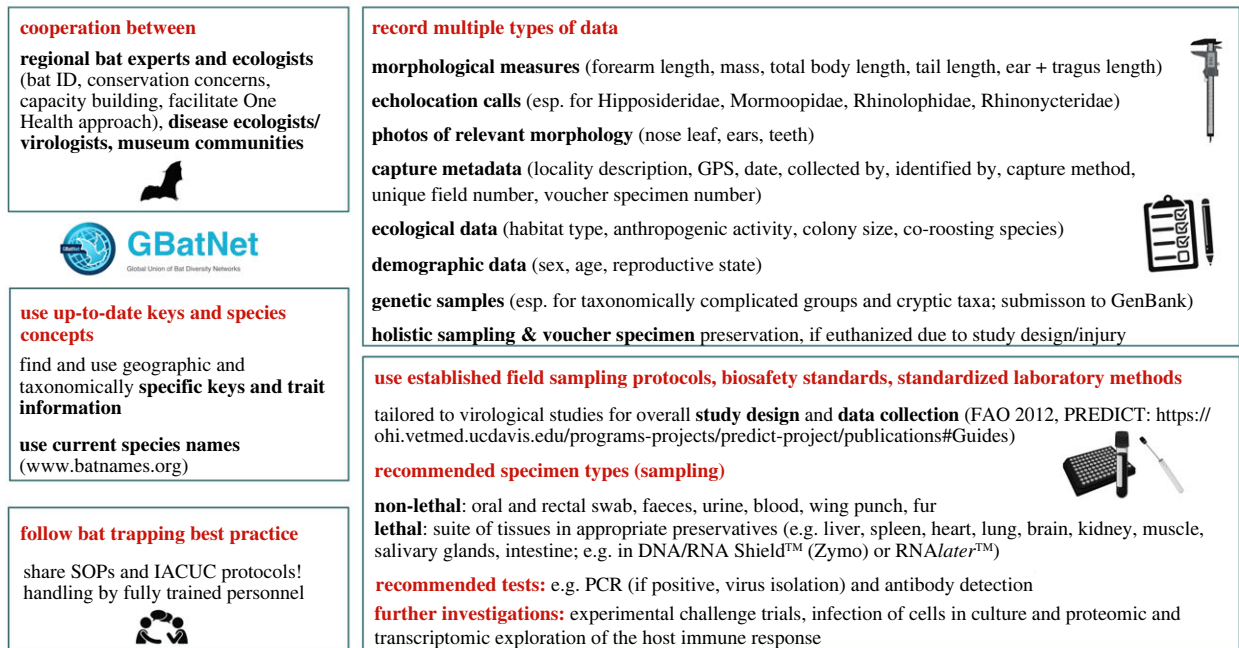 cooperation between
regional bat experts and ecologists
(bat ID, conservation concerns,
capacity building, facilitate One
Health approach), disease ecologists/
virologists, museum communities
GBatNet
GBatNet
Global Union of Bat Diversity Networks
use up-to-date keys and species
concepts
find and use geographic and
taxonomically specific keys and trait
information
use current species names
(www.batnames.org)
follow bat trapping best practice
share SOPs and IACUC protocols!
handling by fully trained personnel
record multiple types of data
morphological measures (forearm length, mass, total body length, tail length, ear + tragus length)
echolocation calls (esp. for Hipposideridae, Mormoopidae, Rhinolophidae, Rhinonycteridae)
photos of relevant morphology (nose leaf, ears, teeth)
capture metadata (locality description, GPS, date, collected by, identified by, capture method,
unique field number, voucher specimen number)
ecological data (habitat type, anthropogenic activity, colony size, co-roosting species)
demographic data (sex, age, reproductive state)
genetic samples (esp. for taxonomically complicated groups and cryptic taxa; submisson to GenBank)
holistic sampling & voucher specimen preservation, if euthanized due to study design/injury
use established field sampling protocols, biosafety standards, standardized laboratory methods
tailored to virological studies for overall study design and data collection (FAO 2012, PREDICT: https://
ohi.vetmed.ucdavis.edu/programs-projects/predict-project/publications#Guides)
recommended specimen types (sampling)
non-lethal: oral and rectal swab, faeces, urine, blood, wing punch, fur
lethal: suite of tissues in appropriate preservatives (e.g. liver, spleen, heart, lung, brain, kidney, muscle,
salivary glands, intestine; e.g. in DNA/RNA Shield™ (Zymo) or RNAlater™)
recommended tests: e.g. PCR (if positive, virus isolation) and antibody detection
further investigations: experimental challenge trials, infection of cells in culture and proteomic and
transcriptomic exploration of the host immune response